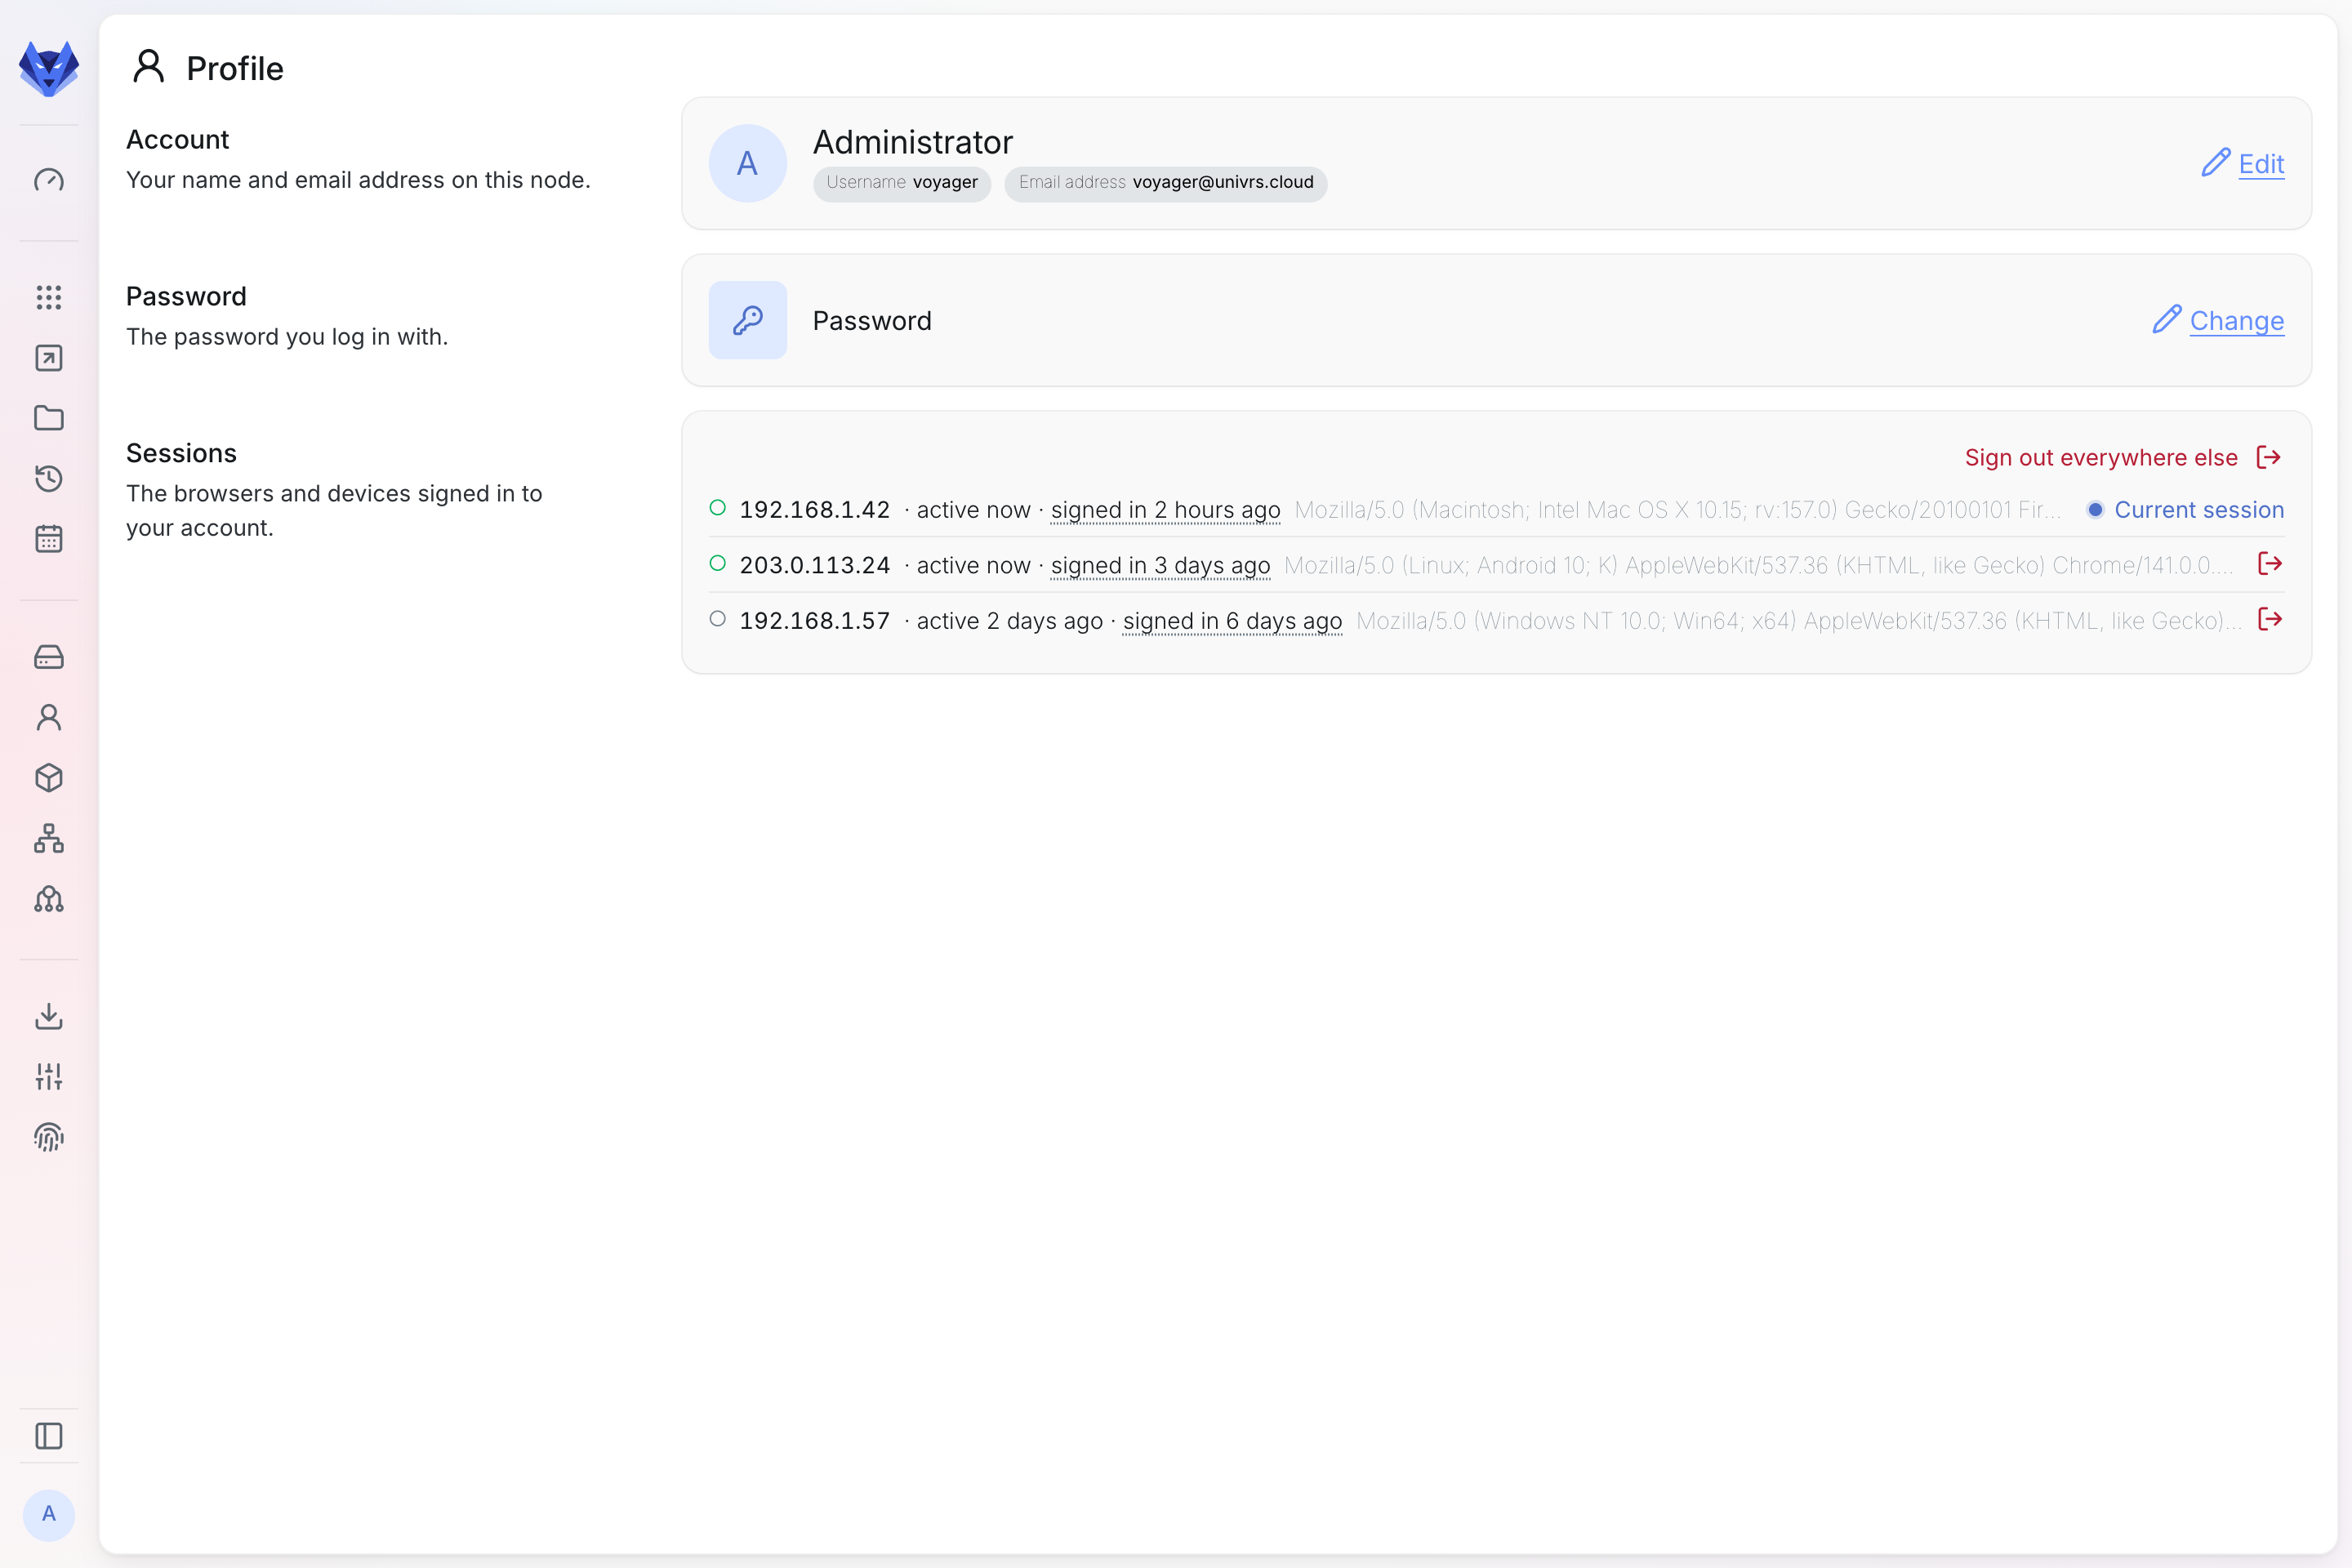 Profile
Account
Your name and email address on this node.
A
Administrator
Username voyager
Email address voyager@univrs.cloud
Edit
Password
The password you log in with.
Password
Change
Sessions
The browsers and devices signed in to
your account.
Sign out everywhere else
192.168.1.42 · active now · signed in 2 hours ago Mozilla/5.0 (Macintosh; Intel Mac OS X 10.15; rv:157.0) Gecko/20100101 Fir... Current session
203.0.113.24 · active now · signed in 3 days ago Mozilla/5.0 (Linux; Android 10; K) AppleWebKit/537.36 (KHTML, like Gecko) Chrome/141.0.0....
192.168.1.57 · active 2 days ago · signed in 6 days ago Mozilla/5.0 (Windows NT 10.0; Win64; x64) AppleWebKit/537.36 (KHTML, like Gecko)...
A